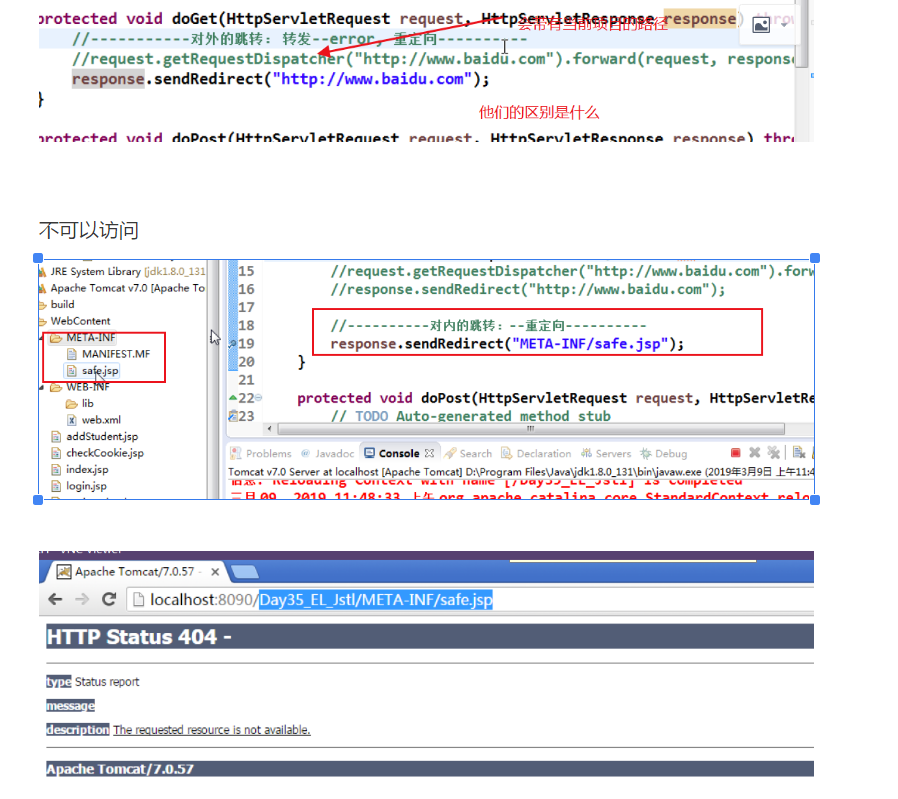 protected void doGet(HttpServletRequest request, HttpServletResponse response) throw
会带有当前项目的路径
//-----------对外的跳转: 转发--error, 重定向----------
//request.getRequestDispatcher("http://www.baidu.com").forward(request, response
response.sendRedirect("http://www.baidu.com");
}
他们的区别是什么
protected void doPost(HttpServletRequest request, HttpServletResponse response) thro
不可以访问
JRE System Library [jdk1.8.0_131
Apache Tomcat v7.0 [Apache To
build
WebContent
META-INF
MANIFEST.MF
safe.jsp
WEB-INF
lib
web.xml
addStudent.jsp
checkCookie.jsp
index.jsp
login.jsp
15 //request.getRequestDispatcher("http://www.baidu.com").forw
16 //response.sendRedirect("http://www.baidu.com");
17
18 //----------对内的跳转: --重定向----------
19 response.sendRedirect("META-INF/safe.jsp");
20 }
21
22 protected void doPost(HttpServletRequest request, HttpServletRe
23 // TODO Auto-generated method stub
Problems Javadoc Console Search Declaration Servers Debug
Tomcat v7.0 Server at localhost [Apache Tomcat] D:\Program Files\Java\jdk1.8.0_131\bin\javaw.exe (2019年3月9日 上午11:4
信息: Reloading Context with name [/Day35_EL_Jstl] is completed
三月 09, 2019 11:48:33 上午 org.apache.catalina.core.StandardContext relo
VNC Viewer
Apache Tomcat/7.0.57 -
localhost:8090/Day35_EL_Jstl/META-INF/safe.jsp
HTTP Status 404 -
type Status report
message
description The requested resource is not available.
Apache Tomcat/7.0.57